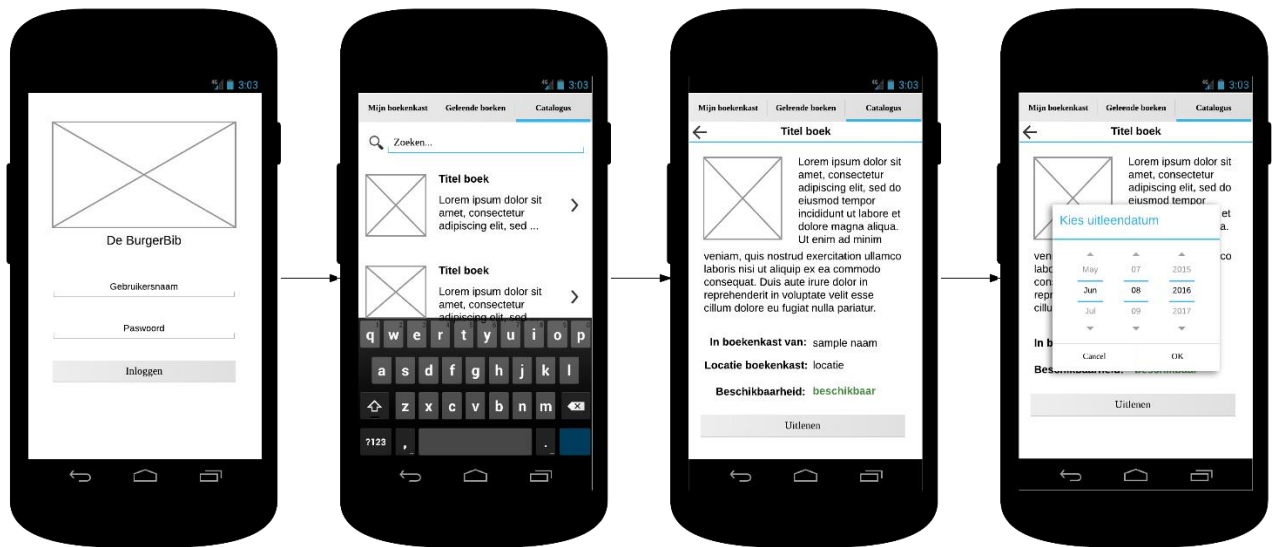 3:03
De BurgerBib
Gebruikersnaam
Paswoord
Inloggen
3:03
Mijn boekenkast Geleende boeken Catalogus
Zoeken...
Titel boek
Lorem ipsum dolor sit
amet, consectetur
adipiscing elit, sed ...
Titel boek
Lorem ipsum dolor sit
amet, consectetur
adipiscing elit, sed
q w e r t y u i o p
a s d f g h j k l
z x c v b n m
?123 , .
3:03
Mijn boekenkast Geleende boeken Catalogus
Titel boek
Lorem ipsum dolor sit
amet, consectetur
adipiscing elit, sed do
eiusmod tempor
incididunt ut labore et
dolore magna aliqua.
Ut enim ad minim
veniam, quis nostrud exercitation ullamco
laboris nisi ut aliquip ex ea commodo
consequat. Duis aute irure dolor in
reprehenderit in voluptate velit esse
cillum dolore eu fugiat nulla pariatur.
In boekenkast van: sample naam
Locatie boekenkast: locatie
Beschikbaarheid: beschikbaar
Uitlenen
3:03
Mijn boekenkast Geleende boeken Catalogus
Titel boek
Lorem ipsum dolor sit
amet, consectetur
adipiscing elit, sed do
eiusmod tempor
Kies uitleendatum
May 07 2015
Jun 08 2016
Jul 09 2017
Cancel OK
Uitlenen